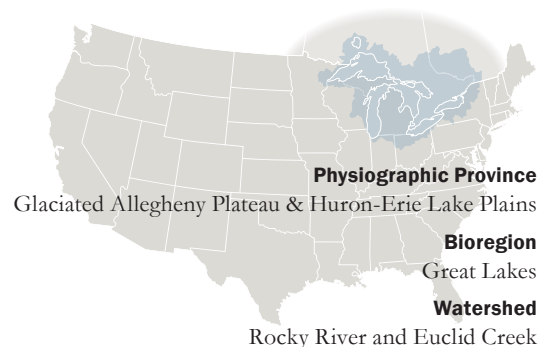 Physiographic Province
Glaciated Allegheny Plateau & Huron-Erie Lake Plains
Bioregion
Great Lakes
Watershed
Rocky River and Euclid Creek